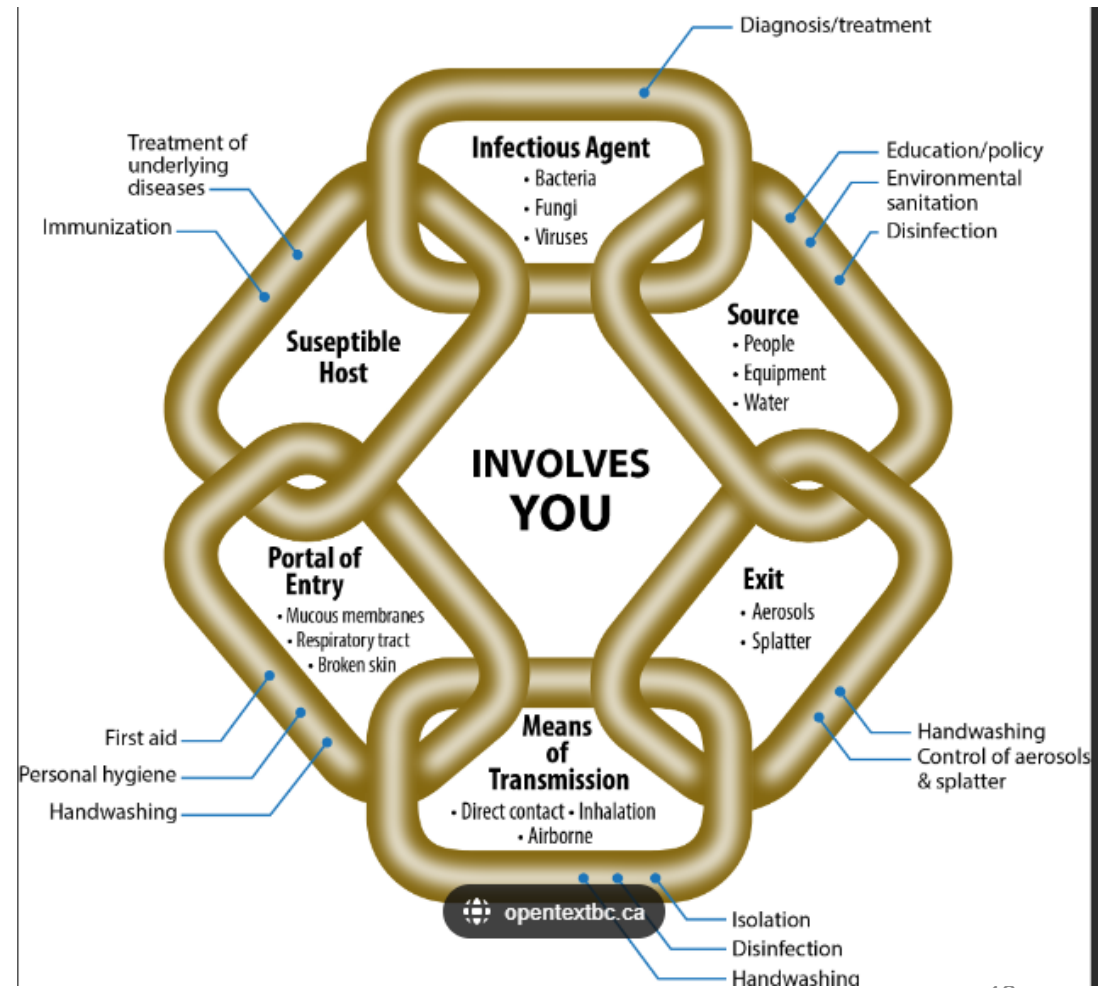 Diagnosis/treatment
Infectious Agent
• Bacteria
• Fungi
• Viruses
Education/policy
Environmental
sanitation
Disinfection
Source
• People
• Equipment
• Water
Exit
• Aerosols
• Splatter
Handwashing
Control of aerosols
& splatter
Means
of
Transmission
• Direct contact • Inhalation
• Airborne
Isolation
Disinfection
Handwashing
Portal of
Entry
• Mucous membranes
• Respiratory tract
• Broken skin
First aid
Personal hygiene
Handwashing
Suseptible
Host
Treatment of
underlying
diseases
Immunization
INVOLVES
YOU
opentextbc.ca